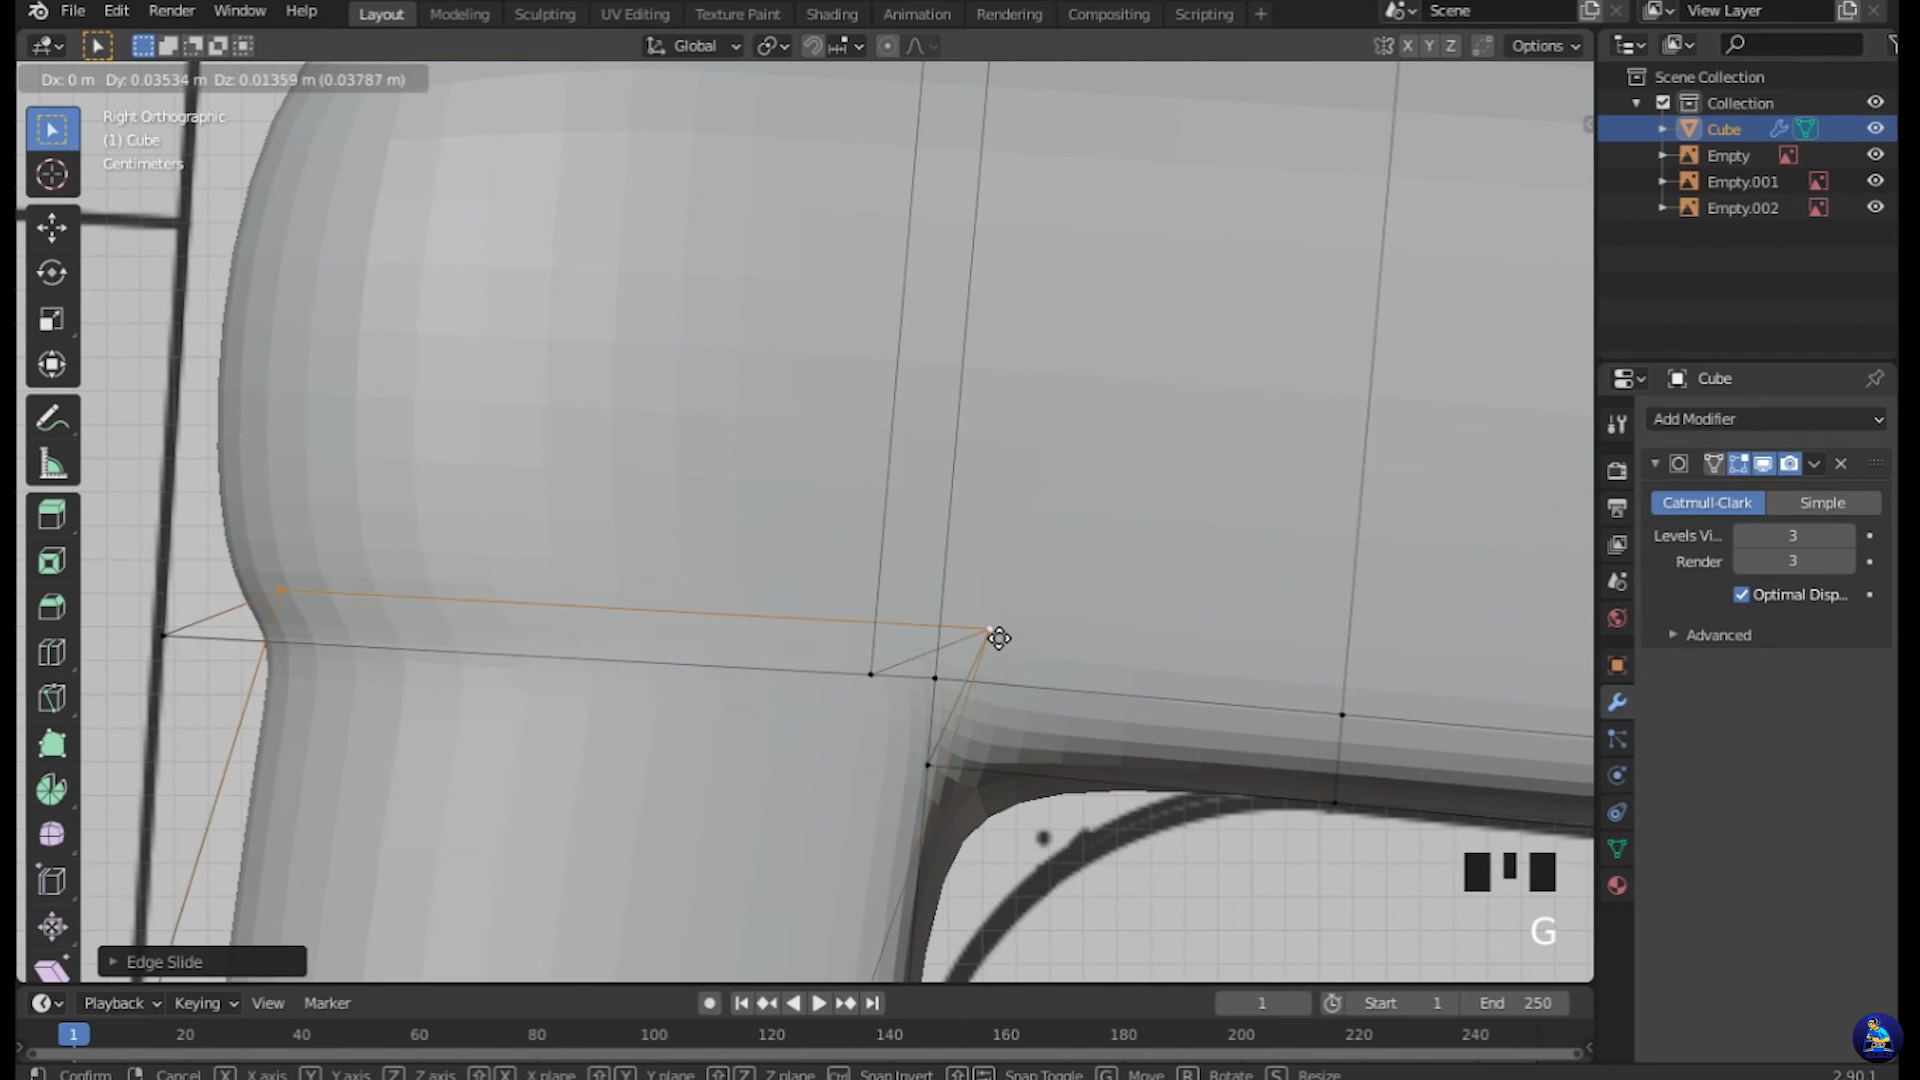 File Edit Render Window Help Layout Modeling Sculpting UV Editing Texture Paint Shading Animation Rendering Compositing Scripting + Scene View Layer
Global X Y Z Options
Dx: 0 m Dy: 0.03534 m Dz: 0.01359 m (0.03787 m)
Right Orthographic
(1) Cube
Centimeters
Scene Collection
Collection
Cube
Empty
Empty.001
Empty.002
Cube
Add Modifier
Catmull-Clark Simple
Levels Vi... 3
Render 3
Optimal Disp...
Advanced
G
Edge Slide
Playback Keying View Marker 1 Start 1 End 250
1 20 40 60 80 100 120 140 160 180 200 220 240
Confirm Cancel X X axis Y Y axis Z Z axis X X plane Y Y plane Z Z plane Ctrl Snap Invert Snap Toggle G Move R Rotate S Resize 2.90.1